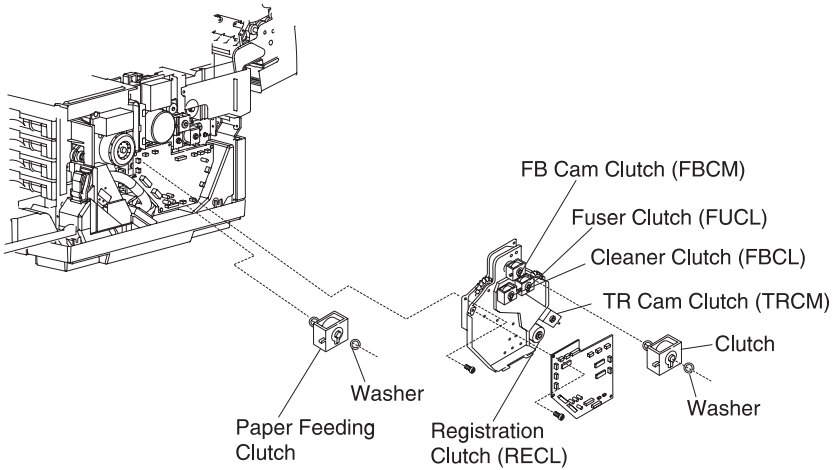 FB Cam Clutch (FBCM)
Fuser Clutch (FUCL)
Cleaner Clutch (FBCL)
TR Cam Clutch (TRCM)
Clutch
Washer
Washer
Paper Feeding
Clutch
Registration
Clutch (RECL)